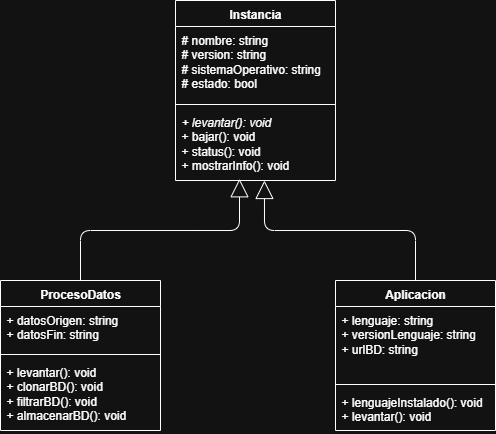 Instancia
# nombre: string
# version: string
# sistemaOperativo: string
# estado: bool
+ levantar(): void
+ bajar(): void
+ status(): void
+ mostrarInfo(): void
ProcesoDatos
+ datosOrigen: string
+ datosFin: string
+ levantar(): void
+ clonarBD(): void
+ filtrarBD(): void
+ almacenarBD(): void
Aplicacion
+ lenguaje: string
+ versionLenguaje: string
+ urlBD: string
+ lenguajeInstalado(): void
+ levantar(): void